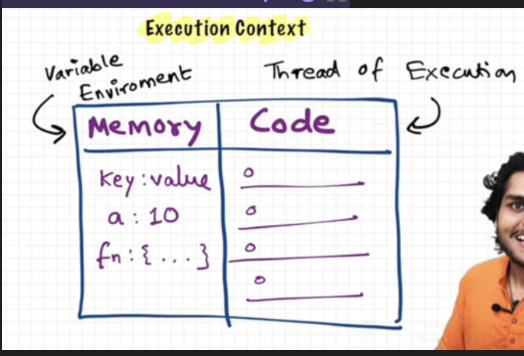 Execution Context
Variable
Enviroment
Thread of Execution
Memory
Code
key : value
a : 10
fn : { ... }